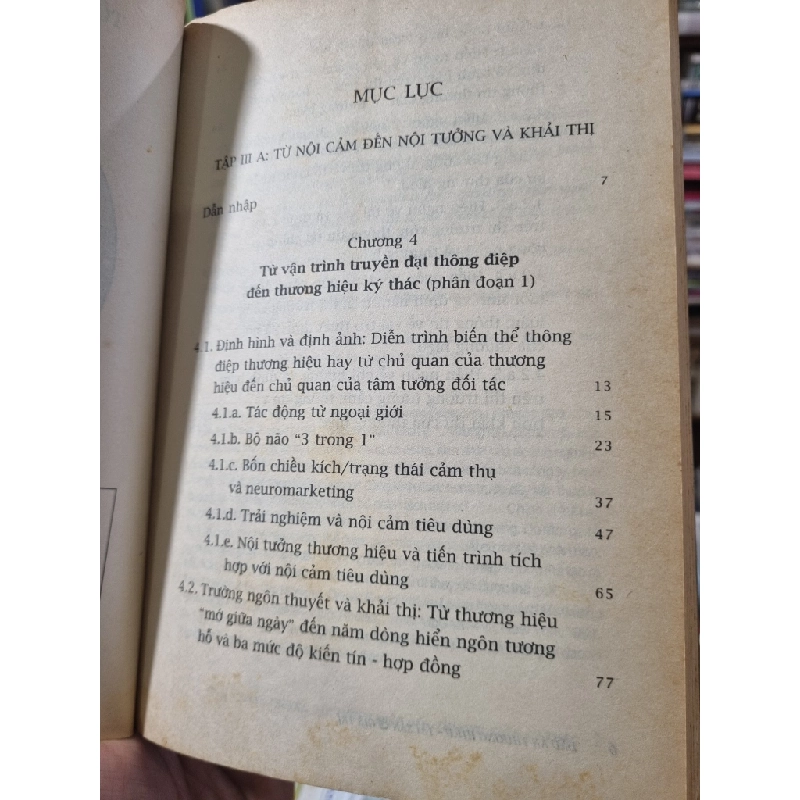 MỤC LỤC
TẬP III A: TỪ NỘI CẢM ĐẾN NỘI TƯỞNG VÀ KHẢI THỊ
Dẫn nhập 7
Chương 4
Từ vận trình truyền đạt thông điệp
đến thương hiệu ký thác (phân đoạn 1)
4.1. Định hình và định ảnh: Diễn trình biến thể thông
điệp thương hiệu hay từ chủ quan của thương
hiệu đến chủ quan của tâm tưởng đối tác 13
4.1.a. Tác động từ ngoại giới 15
4.1.b. Bộ não "3 trong 1" 23
4.1.c. Bốn chiều kích/trạng thái cảm thụ
và neuromarketing 37
4.1.d. Trải nghiệm và nội cảm tiêu dùng 47
4.1.e. Nội tưởng thương hiệu và tiến trình tích
hợp với nội cảm tiêu dùng 65
4.2. Trường ngôn thuyết và khải thị: Từ thương hiệu
"mơ giữa ngày" đến năm dòng hiển ngôn tương
hỗ và ba mức độ kiến tín - hợp đồng 77